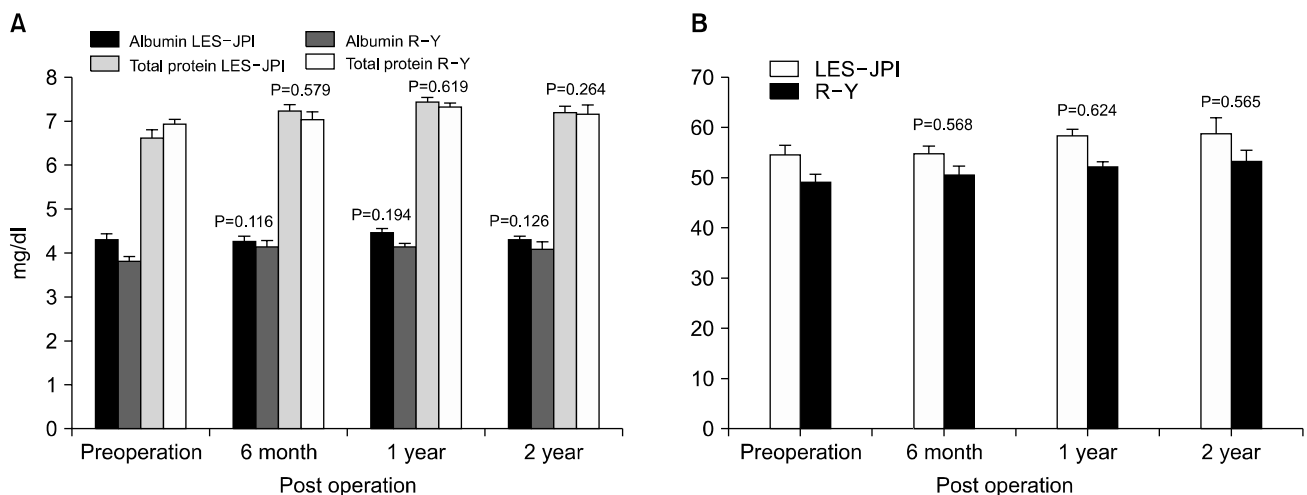 A
Albumin LES-JPI
Albumin R-Y
Total protein LES-JPI
Total protein R-Y
8
7
6
5
4
3
2
1
0
mg/dl
P=0.579
P=0.619
P=0.264
P=0.116
P=0.194
P=0.126
Preoperation 6 month 1 year 2 year
Post operation
B
LES-JPI
R-Y
70
60
50
40
30
20
10
0
P=0.568
P=0.624
P=0.565
Preoperation 6 month 1 year 2 year
Post operation